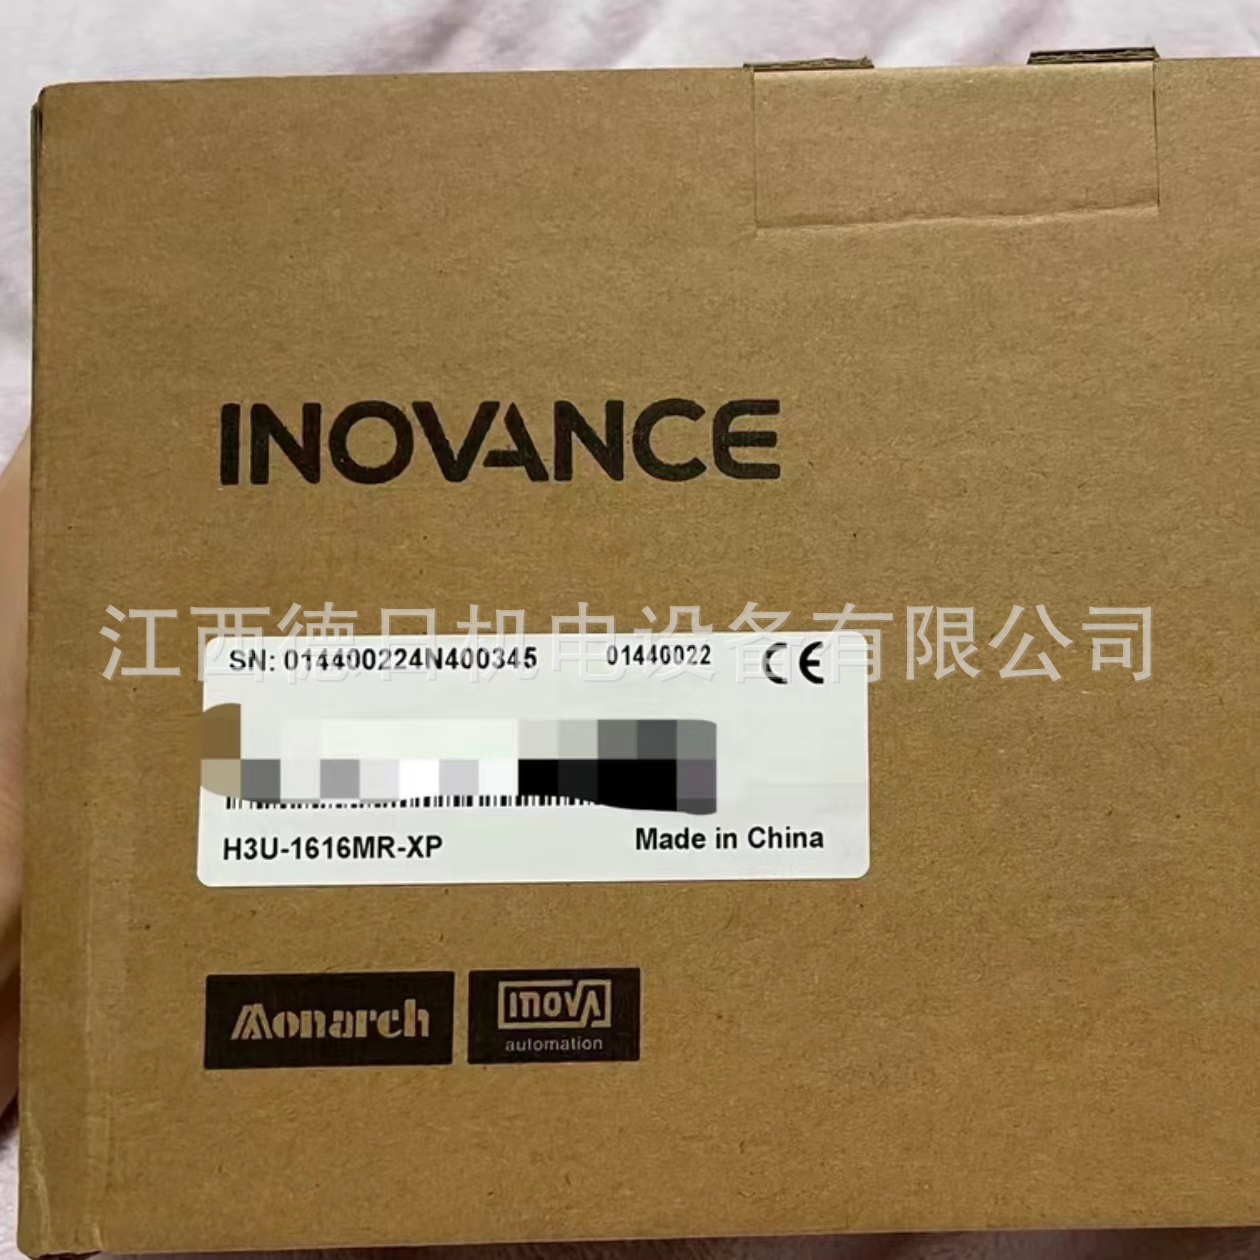 INOVANCE
江西德日机电设备有限公司
SN: 014400224N400345 01440022 CE
H3U-1616MR-XP Made in China
Monarch inovA
automation